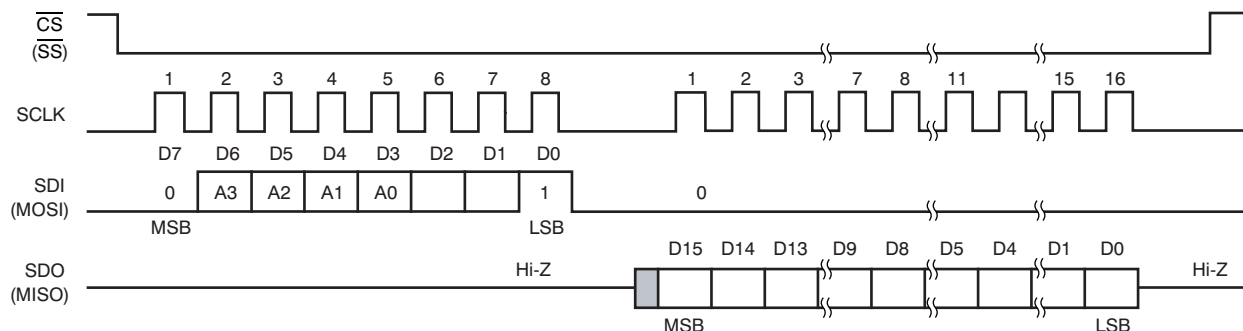 CS
(SS)
1 2 3 4 5 6 7 8 1 2 3 7 8 11 15 16
SCLK
D7 D6 D5 D4 D3 D2 D1 D0
SDI
(MOSI)
0 A3 A2 A1 A0 1 0
MSB LSB
D15 D14 D13 D9 D8 D5 D4 D1 D0
SDO
(MISO)
Hi-Z Hi-Z
MSB LSB